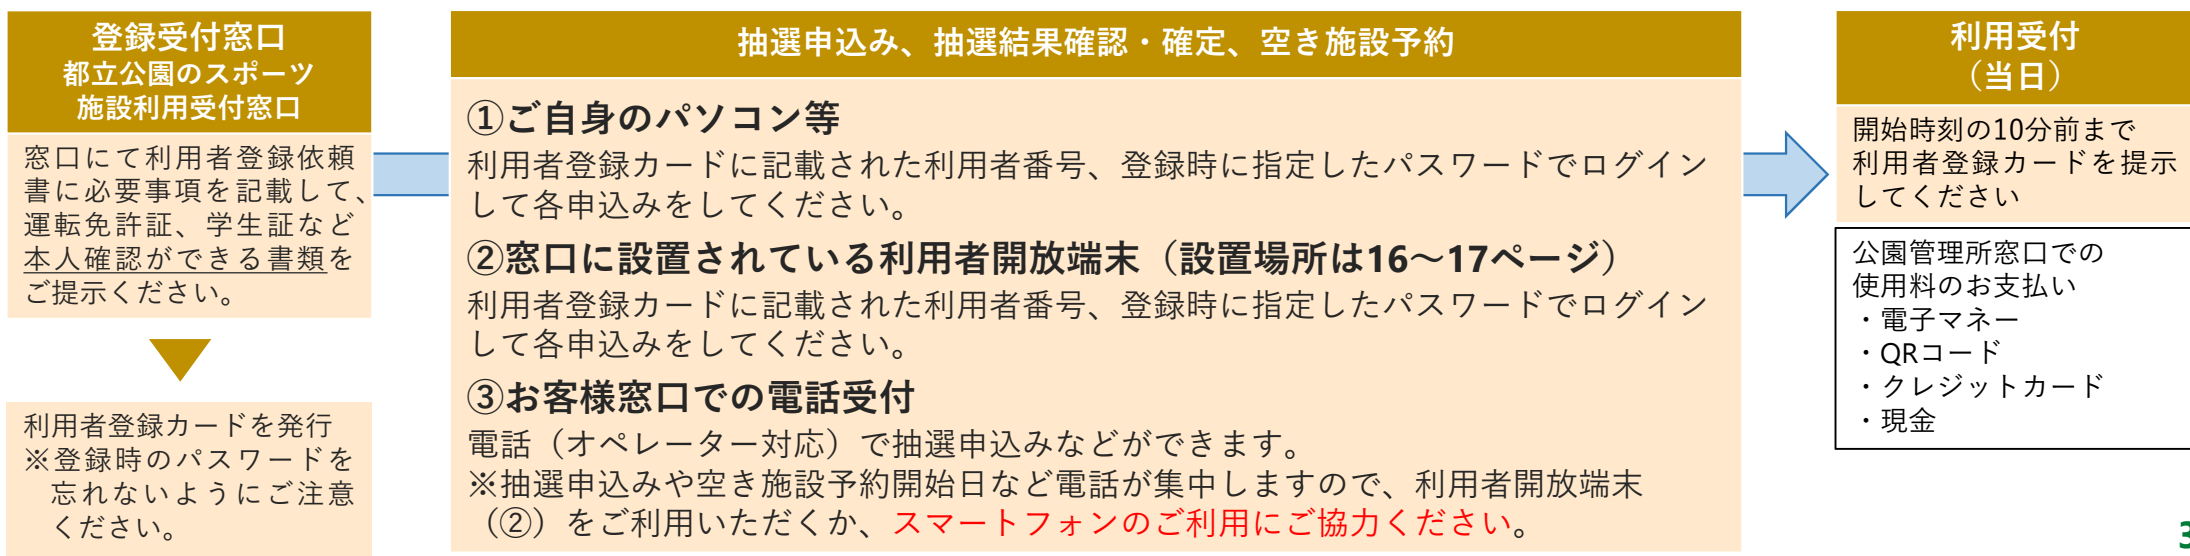 登録受付窓口
都立公園のスポーツ
施設利用受付窓口
窓口にて利用者登録依頼
書に必要事項を記載して、
運転免許証、学生証など
本人確認ができる書類を
ご提示ください。
利用者登録カードを発行
※登録時のパスワードを
忘れないようにご注意
ください。
抽選申込み、抽選結果確認・確定、空き施設予約
①ご自身のパソコン等
利用者登録カードに記載された利用者番号、登録時に指定したパスワードでログイン
して各申込みをしてください。
②窓口に設置されている利用者開放端末（設置場所は16～17ページ）
利用者登録カードに記載された利用者番号、登録時に指定したパスワードでログイン
して各申込みをしてください。
③お客様窓口での電話受付
電話（オペレーター対応）で抽選申込みなどができます。
※抽選申込みや空き施設予約開始日など電話が集中しますので、利用者開放端末
（②）をご利用いただくか、スマートフォンのご利用にご協力ください。
利用受付
（当日）
開始時刻の10分前まで
利用者登録カードを提示
してください
公園管理所窓口での
使用料のお支払い
・電子マネー
・QRコード
・クレジットカード
・現金
3